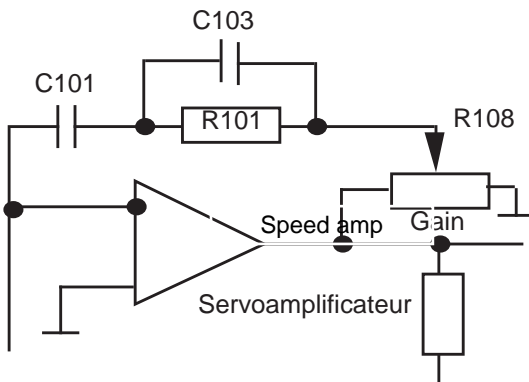 C103
C101
R101
R108
Speed amp
Gain
Servoamplificateur